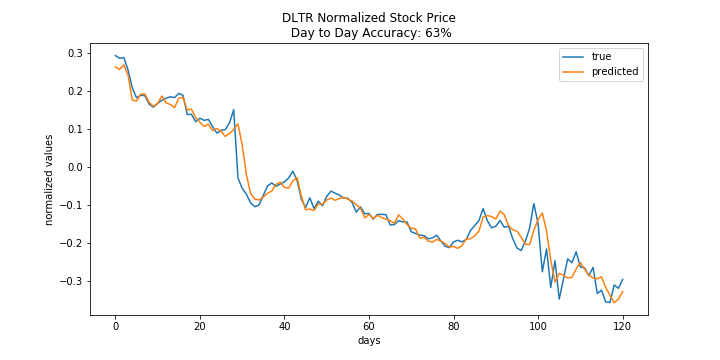 DLTR Normalized Stock Price
Day to Day Accuracy: 63%
true
predicted
normalized values
0.3
0.2
0.1
0.0
−0.1
−0.2
−0.3
0 20 40 60 80 100 120
days